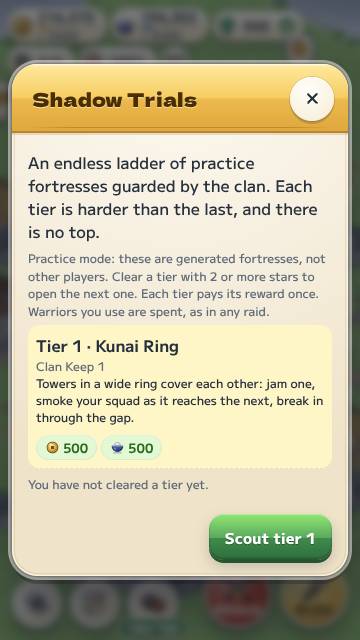 Shadow Trials
An endless ladder of practice
fortresses guarded by the clan. Each
tier is harder than the last, and there
is no top.
Practice mode: these are generated fortresses, not
other players. Clear a tier with 2 or more stars to
open the next one. Each tier pays its reward once.
Warriors you use are spent, as in any raid.
Tier 1 · Kunai Ring
Clan Keep 1
Towers in a wide ring cover each other: jam one,
smoke your squad as it reaches the next, break in
through the gap.
500 500
You have not cleared a tier yet.
Scout tier 1